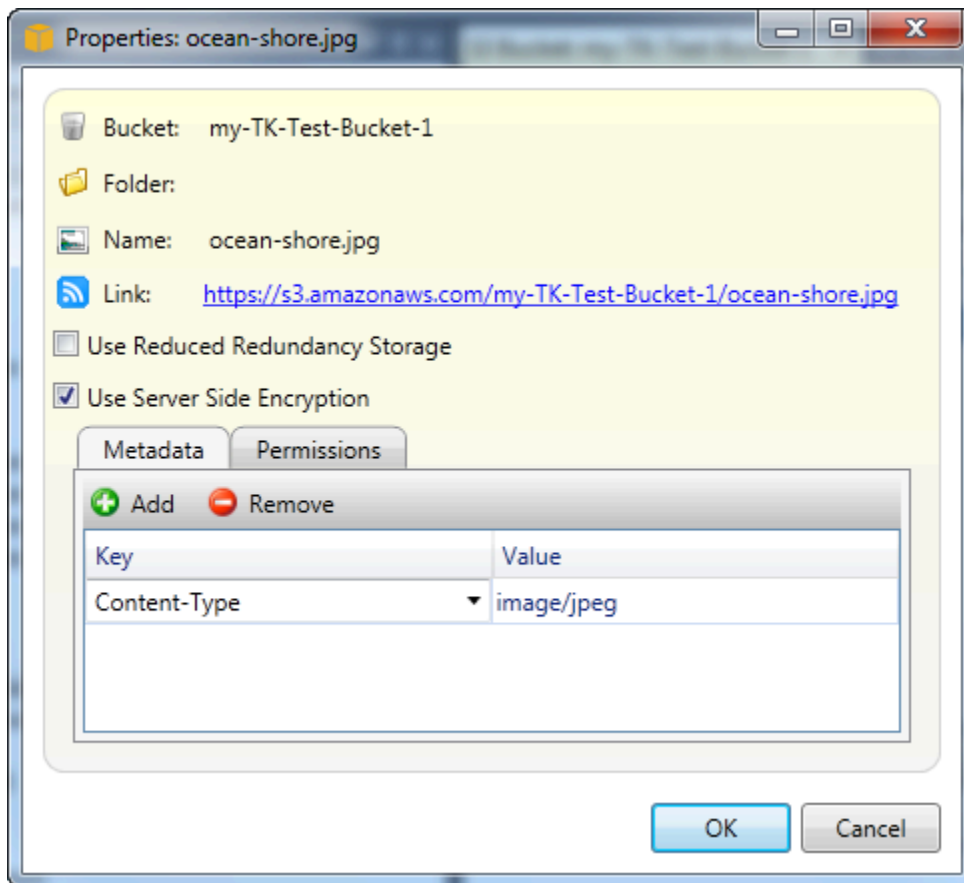 Properties: ocean-shore.jpg
Bucket: my-TK-Test-Bucket-1
Folder:
Name: ocean-shore.jpg
Link: https://s3.amazonaws.com/my-TK-Test-Bucket-1/ocean-shore.jpg
Use Reduced Redundancy Storage
Use Server Side Encryption
Metadata Permissions
Add Remove
Key Value
Content-Type image/jpeg
OK Cancel